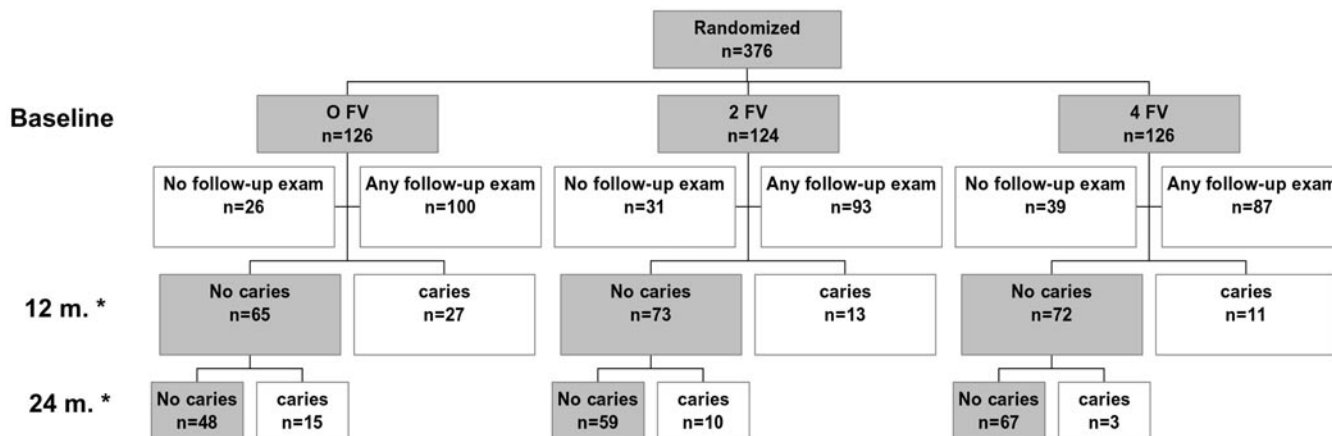 Randomized
n=376
Baseline
O FV
n=126
2 FV
n=124
4 FV
n=126
No follow-up exam
n=26
Any follow-up exam
n=100
No follow-up exam
n=31
Any follow-up exam
n=93
No follow-up exam
n=39
Any follow-up exam
n=87
12 m. *
No caries
n=65
caries
n=27
No caries
n=73
caries
n=13
No caries
n=72
caries
n=11
24 m. *
No caries
n=48
caries
n=15
No caries
n=59
caries
n=10
No caries
n=67
caries
n=3